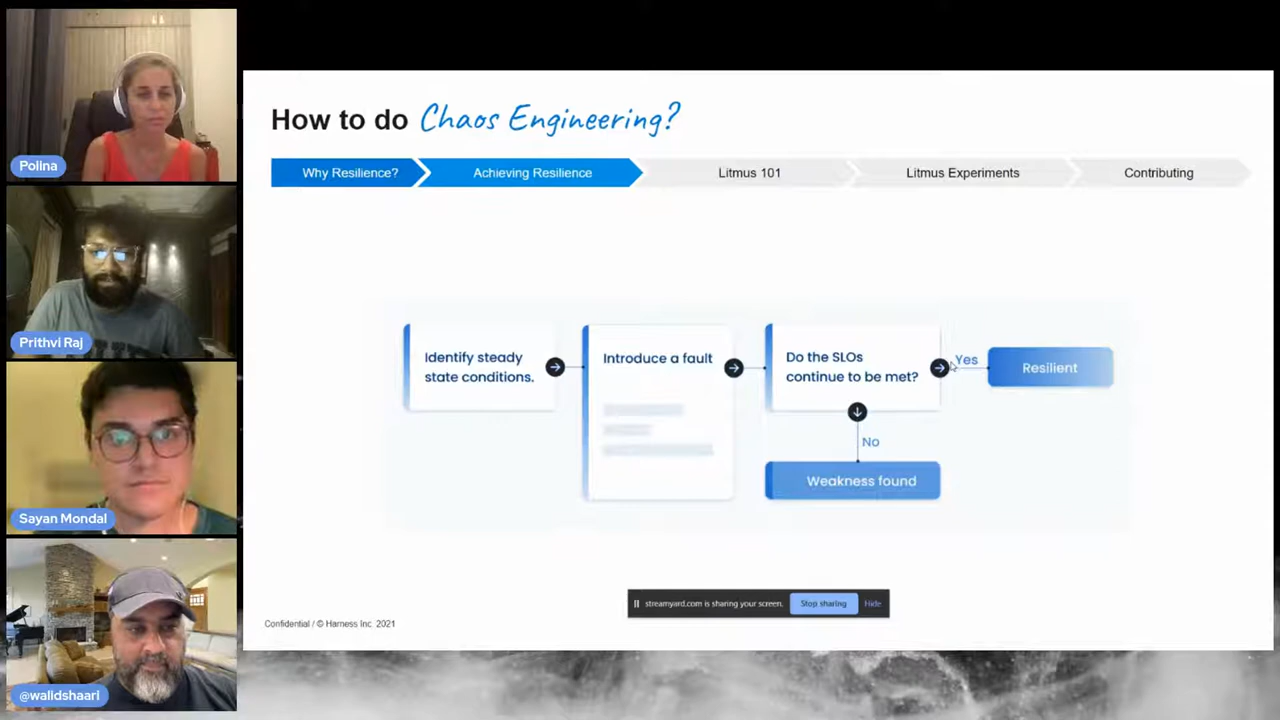 Polina
Prithvi Raj
Sayan Mondal
@walidshaari
How to do Chaos Engineering?
Why Resilience?
Achieving Resilience
Litmus 101
Litmus Experiments
Contributing
Identify steady
state conditions.
Introduce a fault
Do the SLOs
continue to be met?
Yes
Resilient
No
Weakness found
streamyard.com is sharing your screen.
Stop sharing
Hide
Confidential / © Harness Inc. 2021